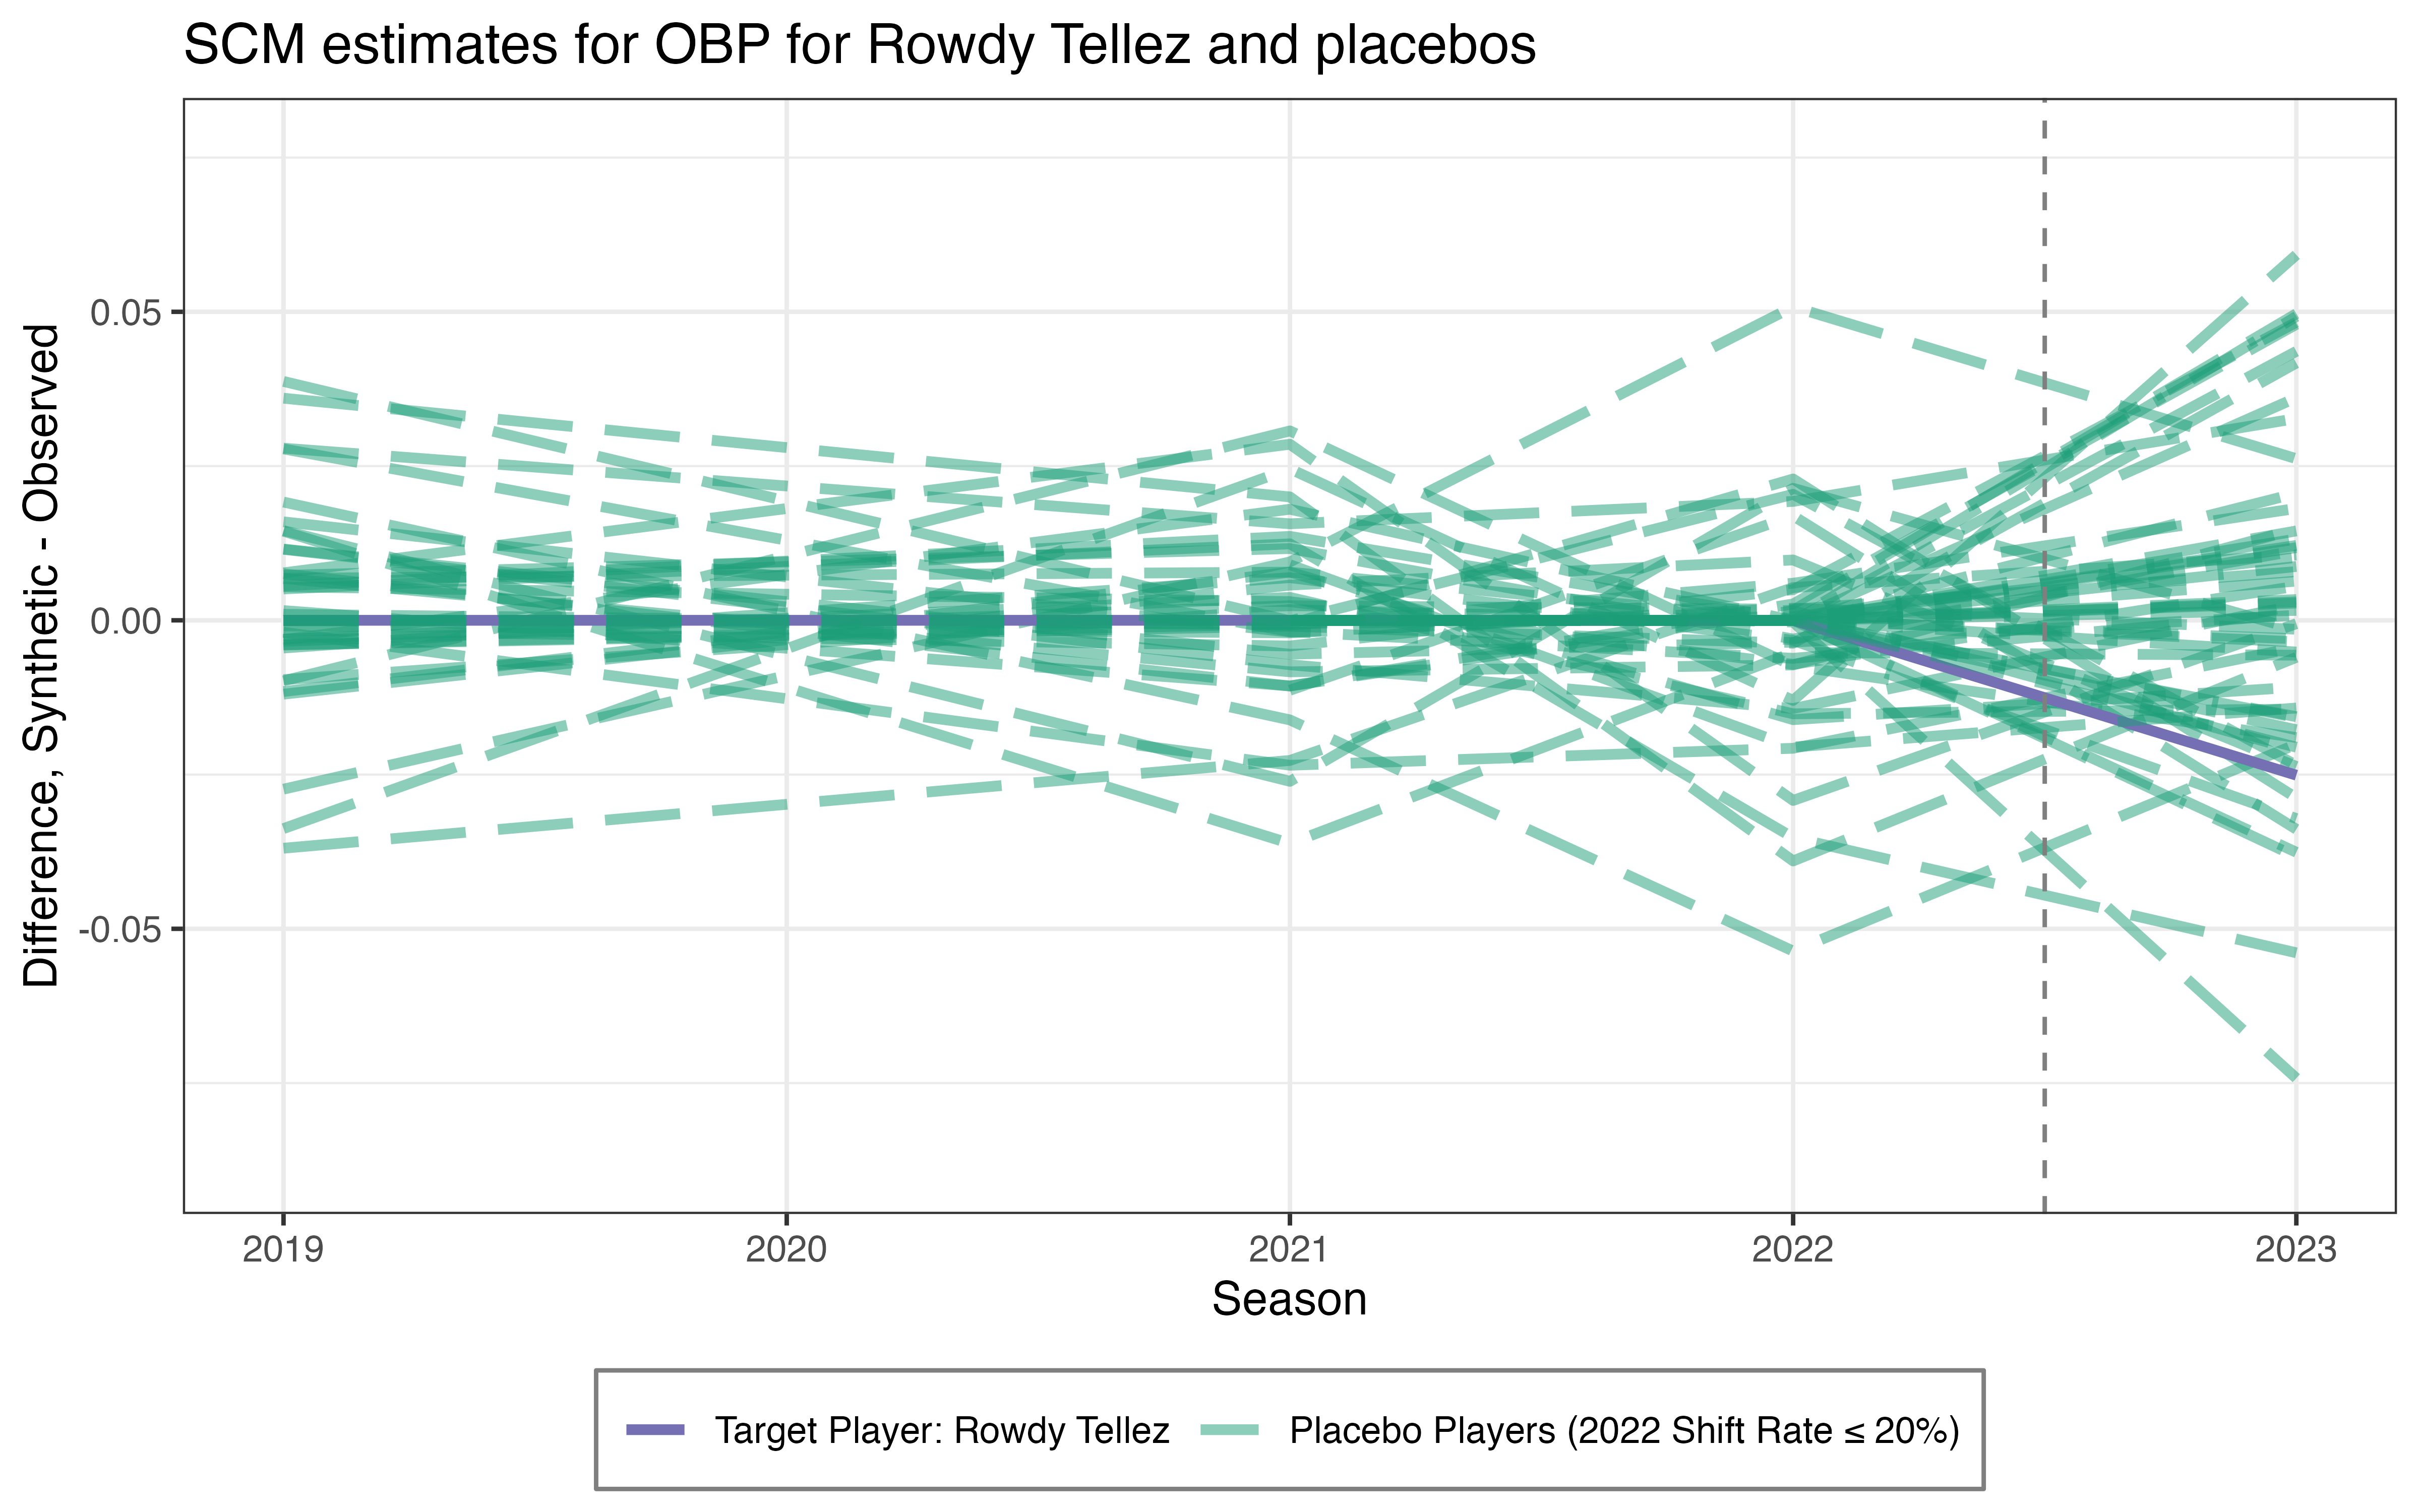 SCM estimates for OBP for Rowdy Tellez and placebos
Difference, Synthetic - Observed
0.05
0.00
-0.05
2019
2020
2021
2022
2023
Season
Target Player: Rowdy Tellez
Placebo Players (2022 Shift Rate ≤ 20%)